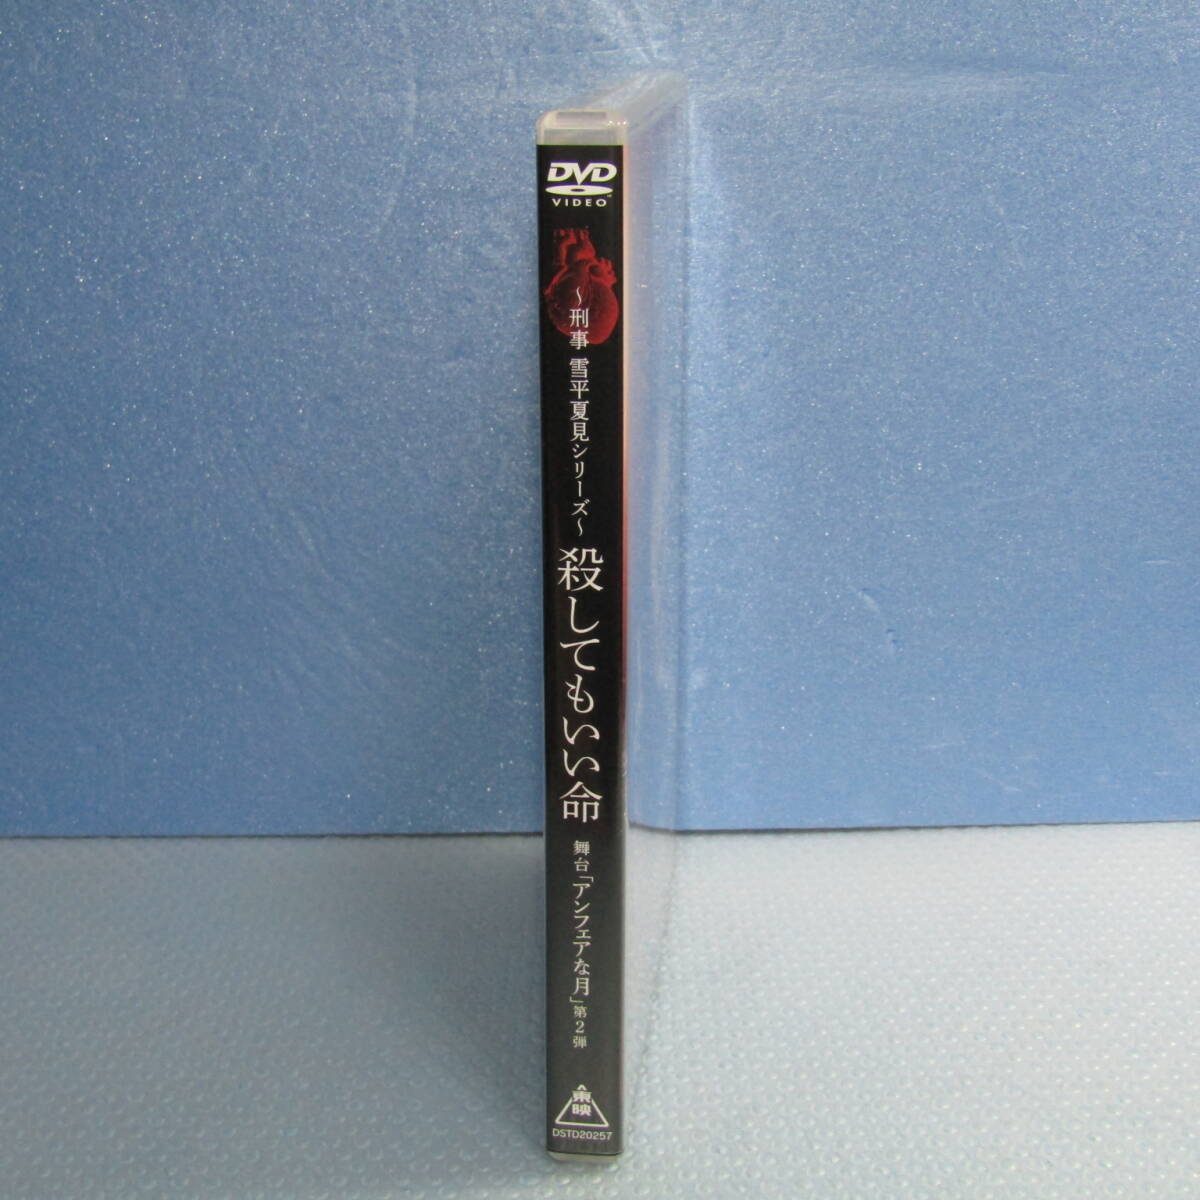 DVD
VIDEO
～刑事 雪平夏見シリーズ～
殺してもいい命
舞台「アンフェアな月」第2弾
東映
DSTD20257